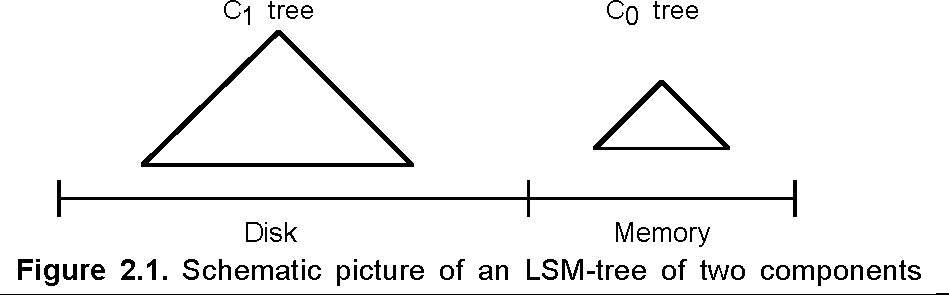 C1 tree C0 tree
Disk Memory
Figure 2.1. Schematic picture of an LSM-tree of two components